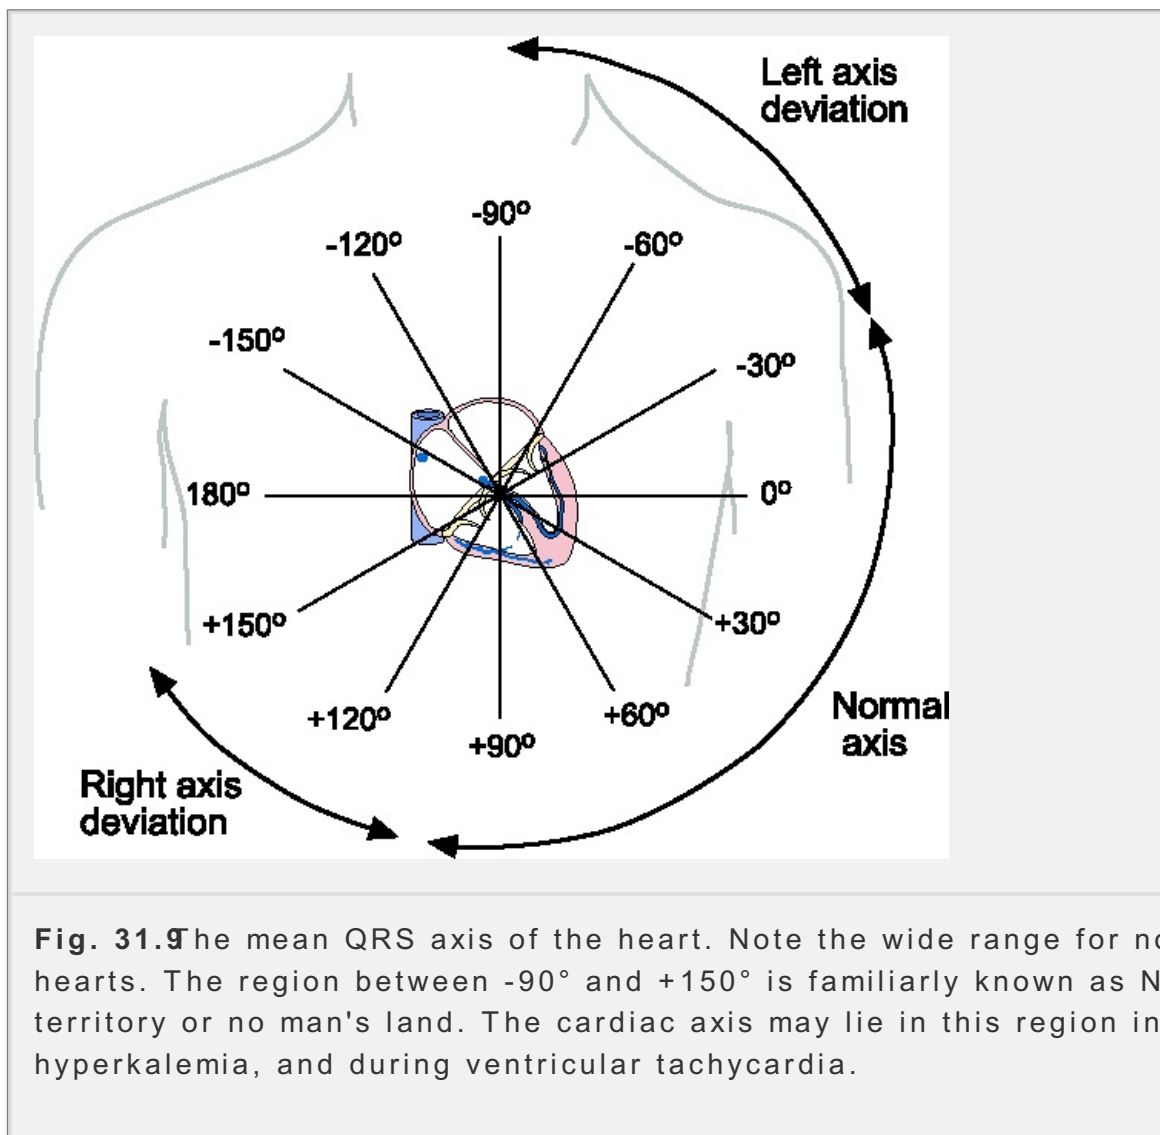 Left axis
deviation
-90º
-120º
-60º
-150º
-30º
180º
0º
+150º
+30º
+120º
+60º
+90º
Normal
axis
Right axis
deviation
Fig. 31.9 The mean QRS axis of the heart. Note the wide range for
hearts. The region between -90° and +150° is familiarly known as
territory or no man's land. The cardiac axis may lie in this region in
hyperkalemia, and during ventricular tachycardia.